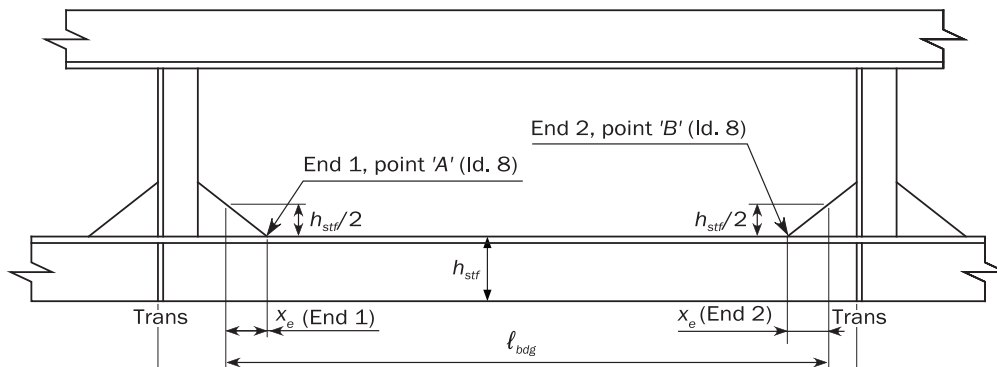 End 2, point 'B' (Id. 8)
End 1, point 'A' (Id. 8)
h_stf/2
h_stf/2
h_stf
Trans
x_e (End 1)
x_e (End 2)
Trans
ℓ_bdg